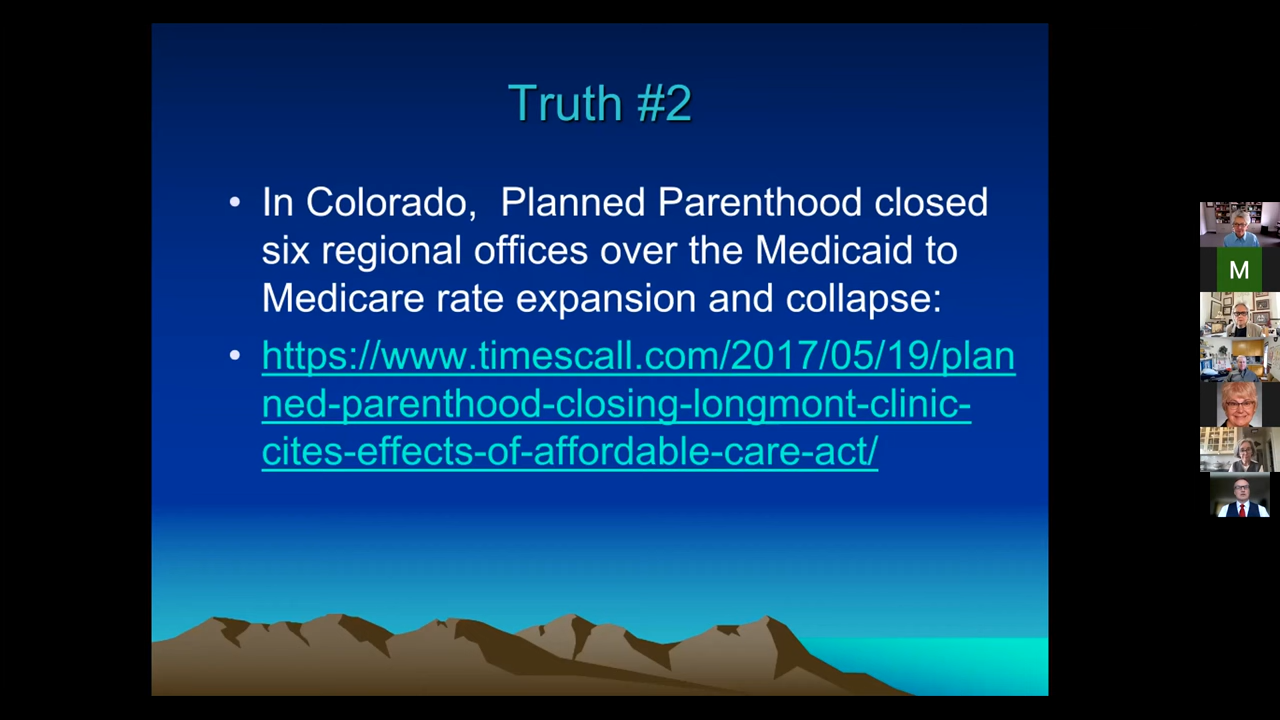 Truth #2
• In Colorado,  Planned Parenthood closed
six regional offices over the Medicaid to
Medicare rate expansion and collapse:
• https://www.timescall.com/2017/05/19/plan
ned-parenthood-closing-longmont-clinic-
cites-effects-of-affordable-care-act/
M